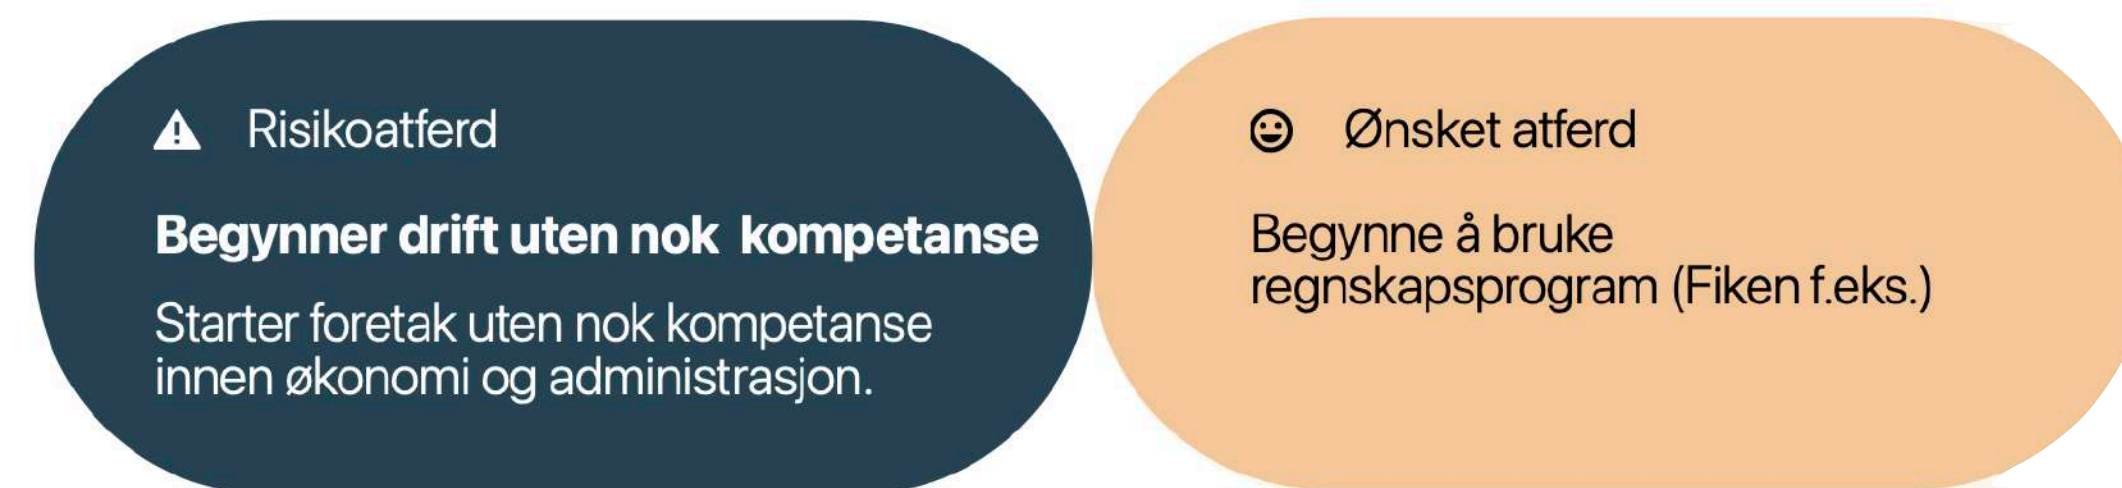 Risikoatferd
Begynner drift uten nok  kompetanse
Starter foretak uten nok kompetanse
innen økonomi og administrasjon.
Ønsket atferd
Begynne å bruke
regnskapsprogram (Fiken f.eks.)